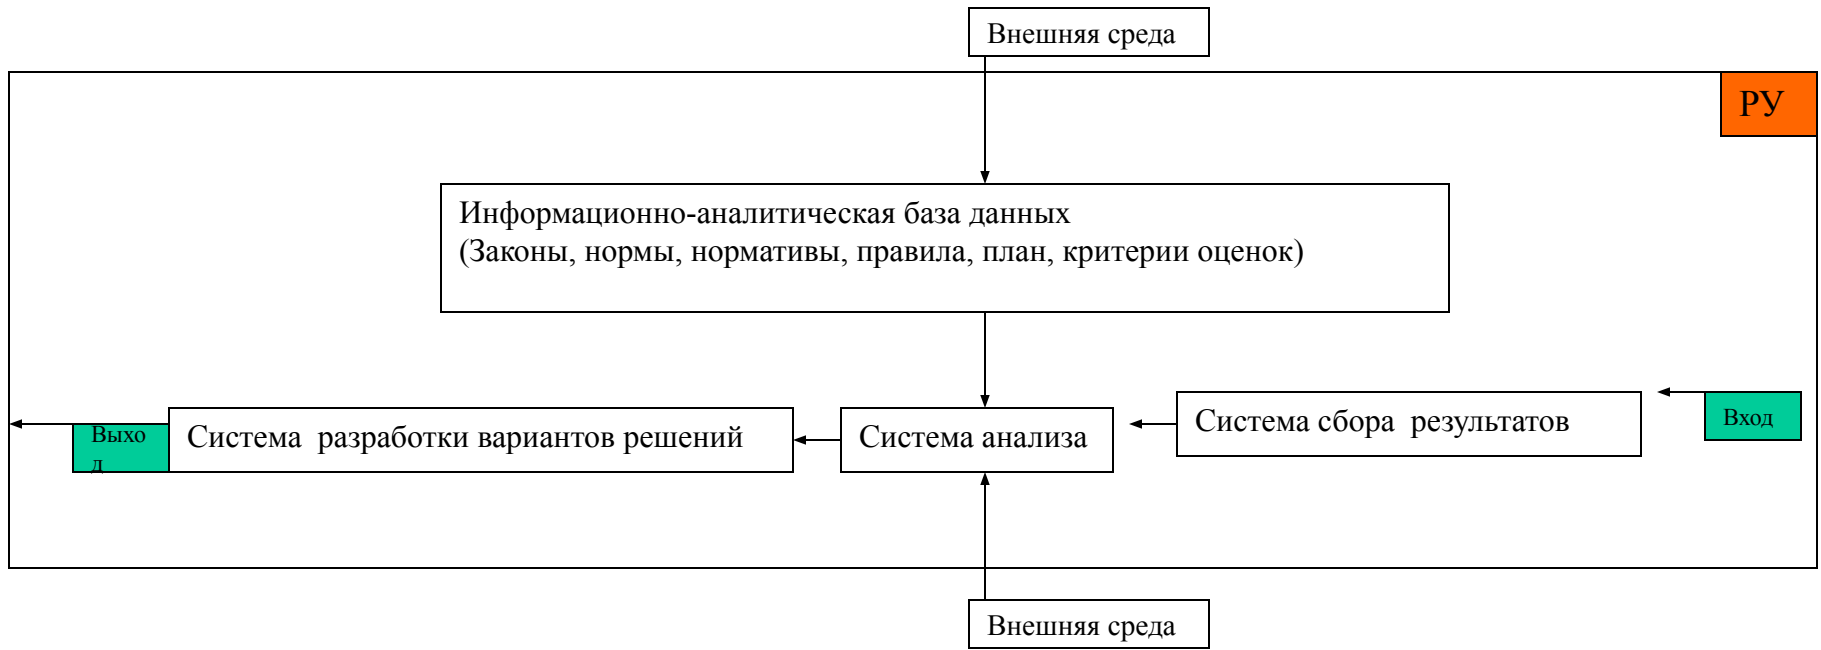 Внешняя среда
РУ
Информационно-аналитическая база данных
(Законы, нормы, нормативы, правила, план, критерии оценок)
Выхо
д
Система  разработки вариантов решений
Система анализа
Система сбора  результатов
Вход
Внешняя среда